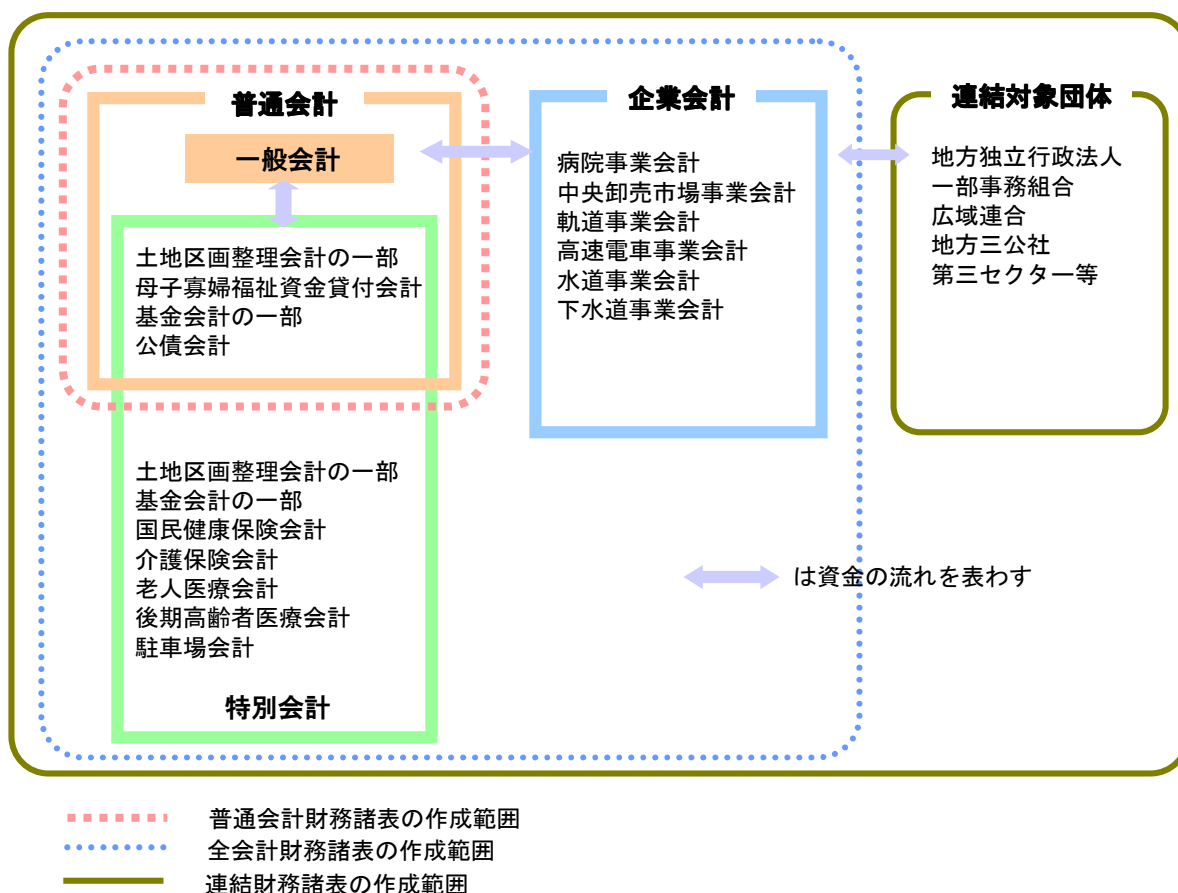 普通会計
一般会計
土地区画整理会計の一部
母子寡婦福祉資金貸付会計
基金会計の一部
公債会計
土地区画整理会計の一部
基金会計の一部
国民健康保険会計
介護保険会計
老人医療会計
後期高齢者医療会計
駐車場会計
特別会計
企業会計
病院事業会計
中央卸売市場事業会計
軌道事業会計
高速電車事業会計
水道事業会計
下水道事業会計
連結対象団体
地方独立行政法人
一部事務組合
広域連合
地方三公社
第三セクター等
は資金の流れを表わす
普通会計財務諸表の作成範囲
全会計財務諸表の作成範囲
連結財務諸表の作成範囲